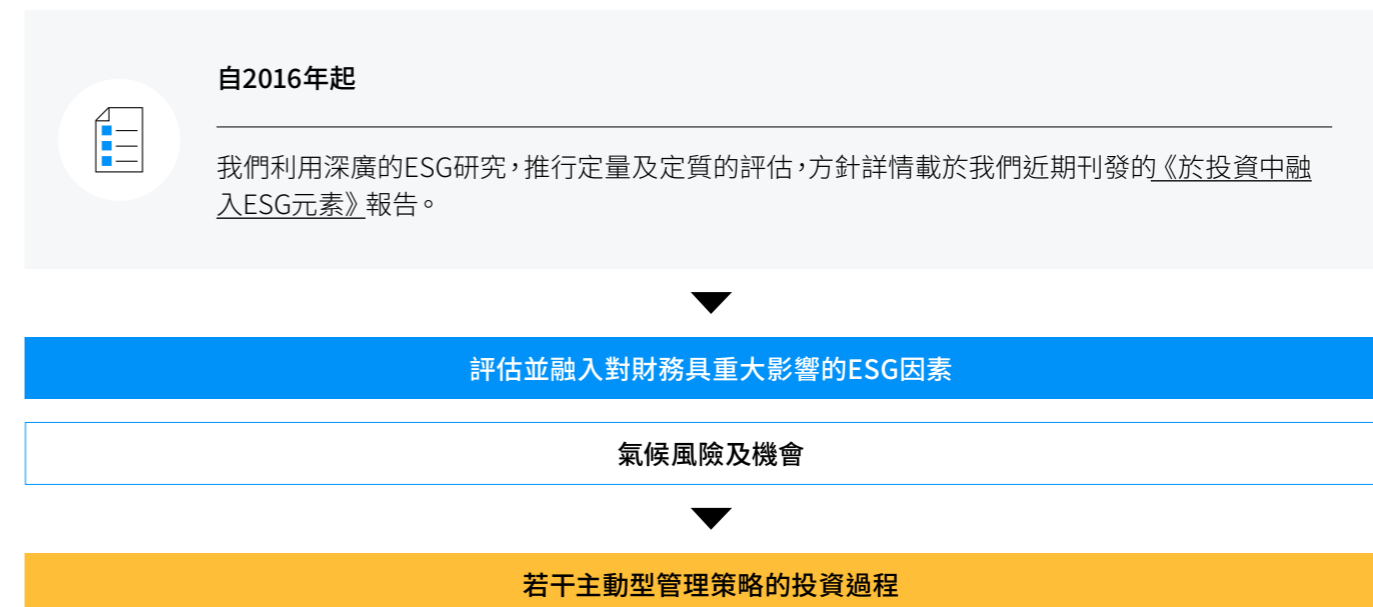 自2016年起
我們利用深廣的ESG研究，推行定量及定質的評估，方針詳情載於我們近期刊發的《於投資中融
入ESG元素》報告。
評估並融入對財務具重大影響的ESG因素
氣候風險及機會
若干主動型管理策略的投資過程